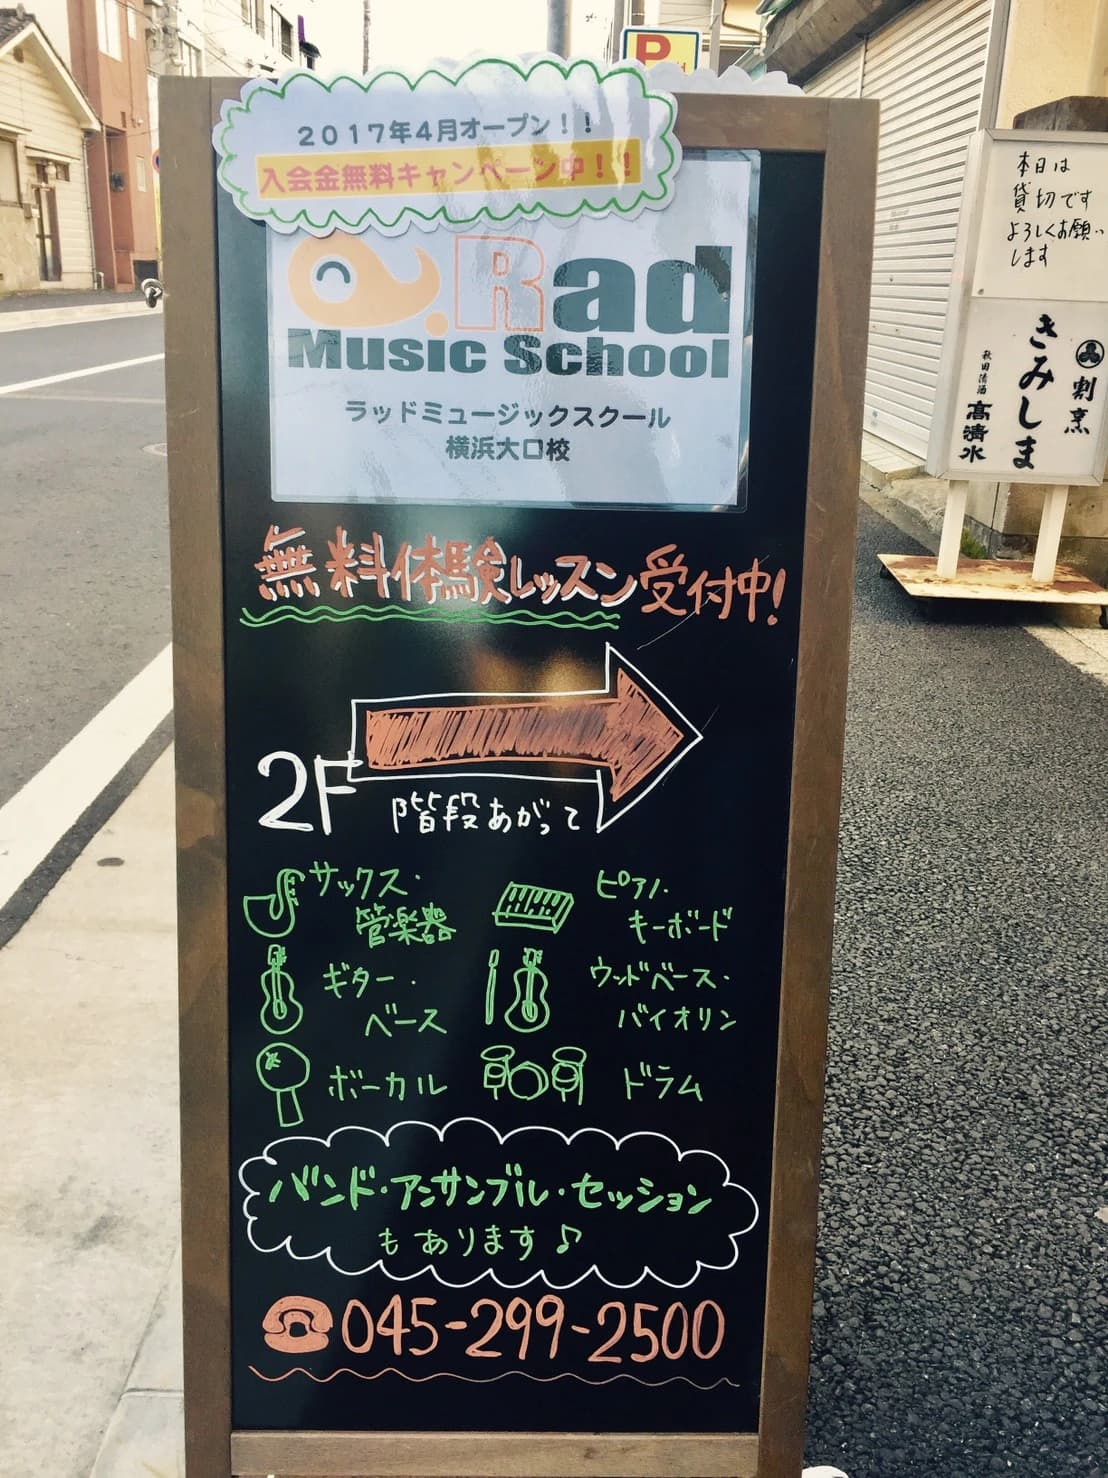 P
2017年4月オープン！！
入会金無料キャンペーン中！！
Rad
Music School
ラッドミュージックスクール
横浜大口校
無料体験レッスン受付中!
2F
階段あがって
サックス・
管楽器
ピアノ・
キーボード
ギター・
ベース
ウッドベース・
バイオリン
ボーカル
ドラム
バンド・アンサンブル・セッション
もあります♪
045-299-2500
本日は
貸切です
よろしくお願い
します
割烹
きみしま
秋田清酒
高清水